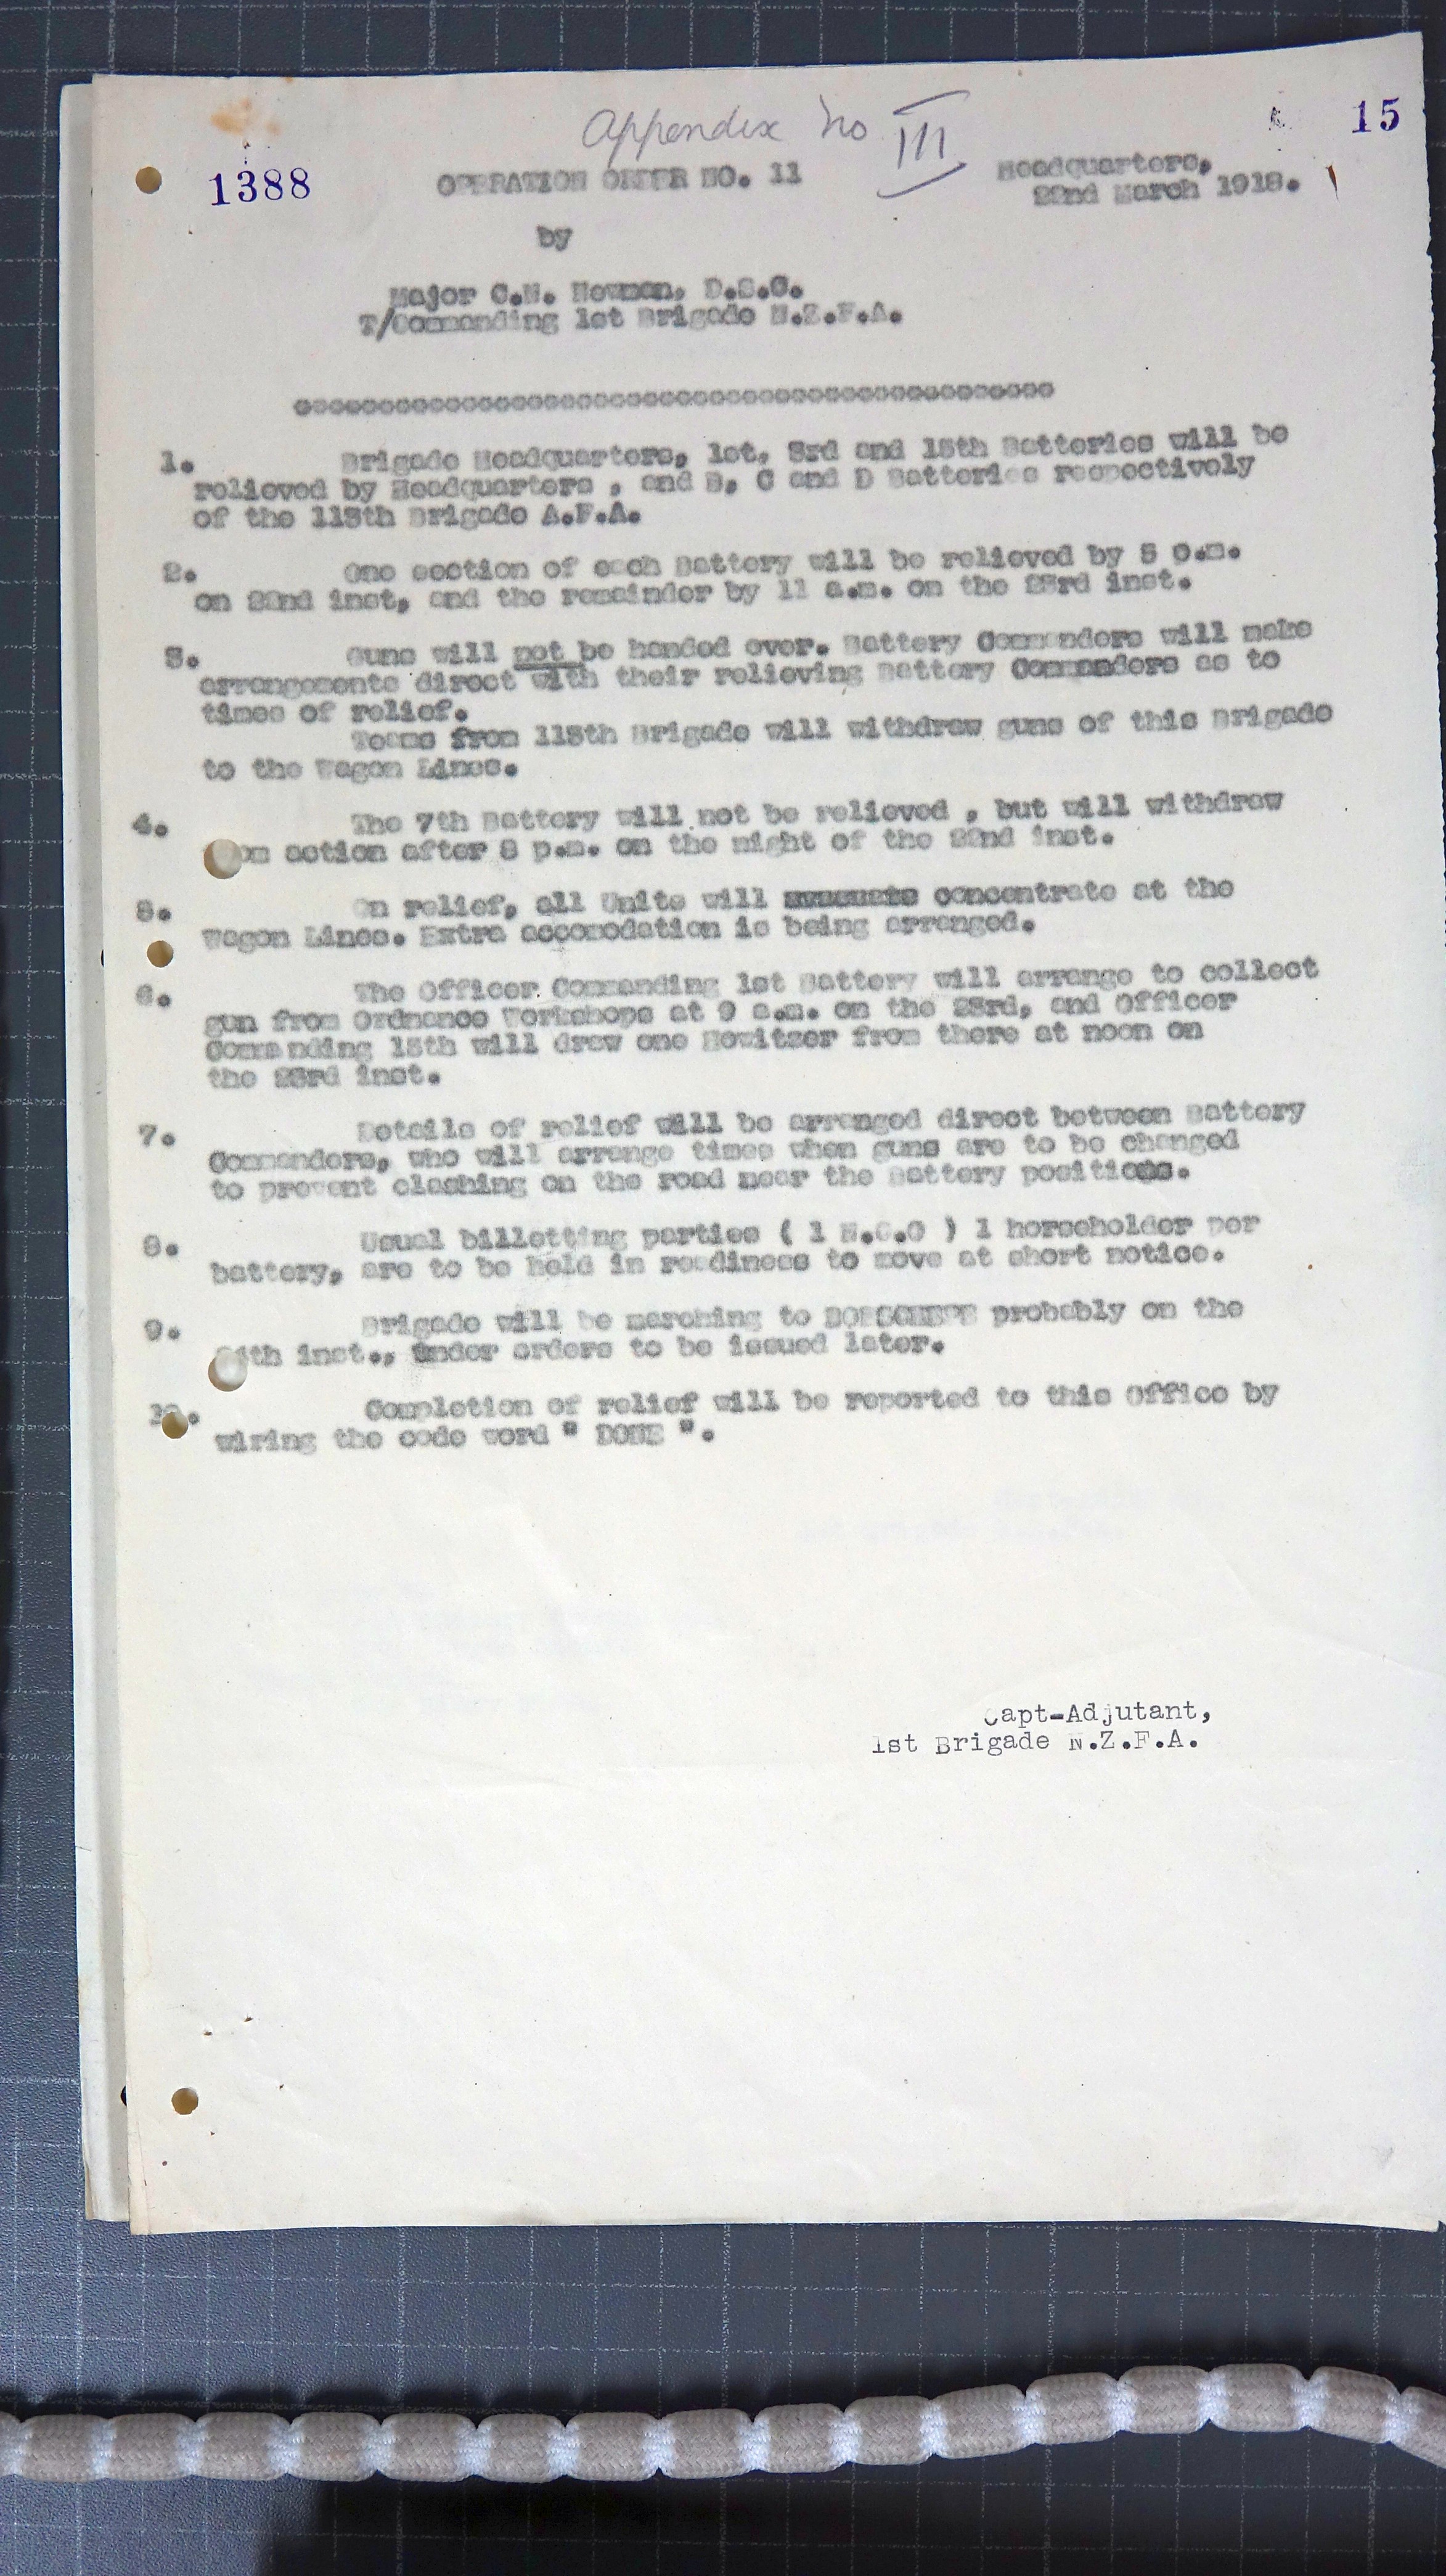 Appendix No III
15
1388
OPERATION ORDER NO. 11
Headquarters,
22nd March 1918.
by
Major C.N. Newman, D.S.O.
T/Commanding 1st Brigade N.Z.F.A.
1. Brigade Headquarters, 1st, 3rd and 15th Batteries will be
relieved by Headquarters , and B, C and D Batteries respectively
of the 113th Brigade A.F.A.
2. One section of each Battery will be relieved by
on 22nd inst, and the remainder by 11 a.m. on the 23rd inst.
3. Guns will not be handed over. Battery Commanders will make
arrangements direct with their relieving Battery Commanders as to
times of relief.
Teams from 113th Brigade will withdraw guns of this Brigade
to the Wagon Lines.
4. The 7th Battery will not be relieved , but will withdraw
action after 8 p.m. on the night of the 22nd inst.
5. On relief, all Units will concentrate at the
Wagon Lines. Extra accomodation is being arranged.
6. The Officer Commanding 1st Battery will arrange to collect
gun from Ordnance Workshops at 9 a.m. on the 23rd, and Officer
Commanding 15th will draw one Howitzer from there at noon on
the 23rd inst.
7. Details of relief will be arranged direct between Battery
Commanders, who will arrange times when guns are to be changed
to prevent clashing on the road near the Battery positions.
8. Usual billetting parties ( 1 N.C.O ) 1 horseholder per
battery, are to be held in readiness to move at short notice.
9. Brigade will be marching to probably on the
inst., under orders to be issued later.
10. Completion of relief will be reported to this Office by
wiring the code word " DONE ".
Capt-Adjutant,
1st Brigade N.Z.F.A.